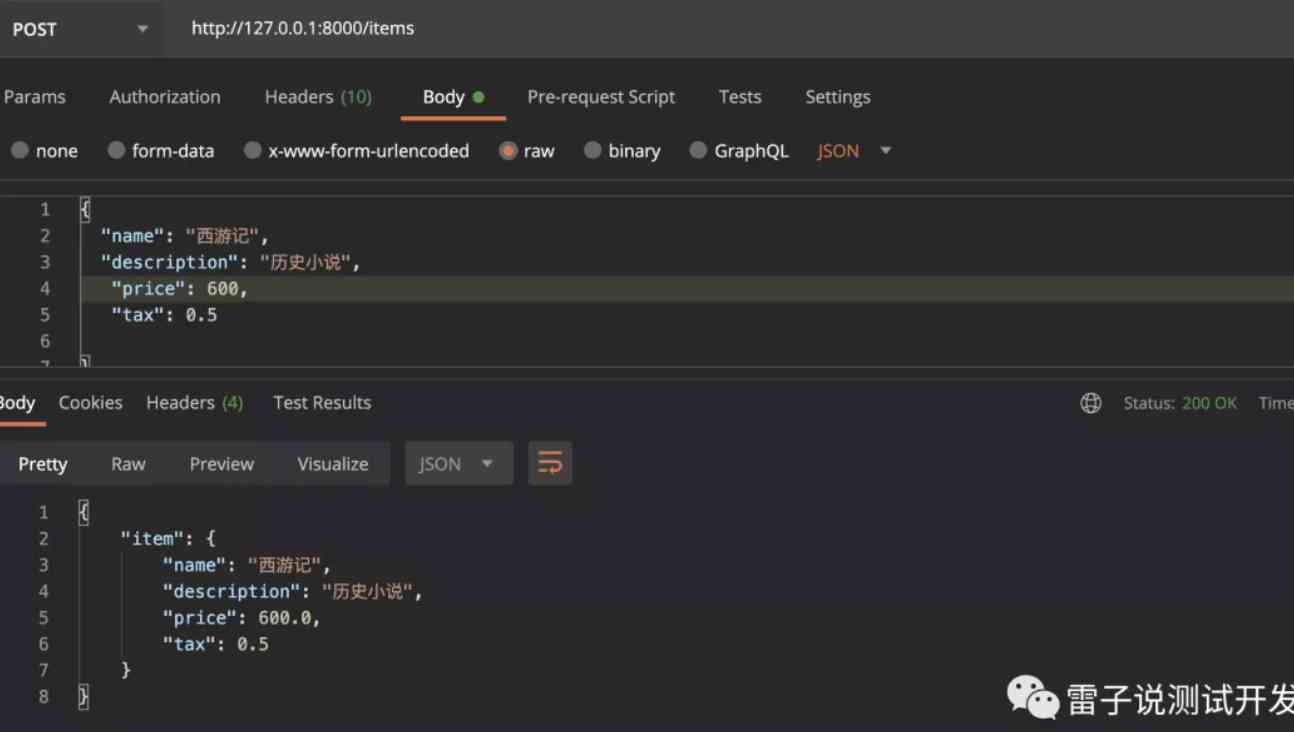 POST http://127.0.0.1:8000/items
Params Authorization Headers (10) Body Pre-request Script Tests Settings
none form-data x-www-form-urlencoded raw binary GraphQL JSON
1 {
2 "name": "西游记",
3 "description": "历史小说",
4 "price": 600,
5 "tax": 0.5
6
7 }
Body Cookies Headers (4) Test Results Status: 200 OK Time
Pretty Raw Preview Visualize JSON
1 {
2 "item": {
3 "name": "西游记",
4 "description": "历史小说",
5 "price": 600.0,
6 "tax": 0.5
7 }
8 }
雷子说测试开发